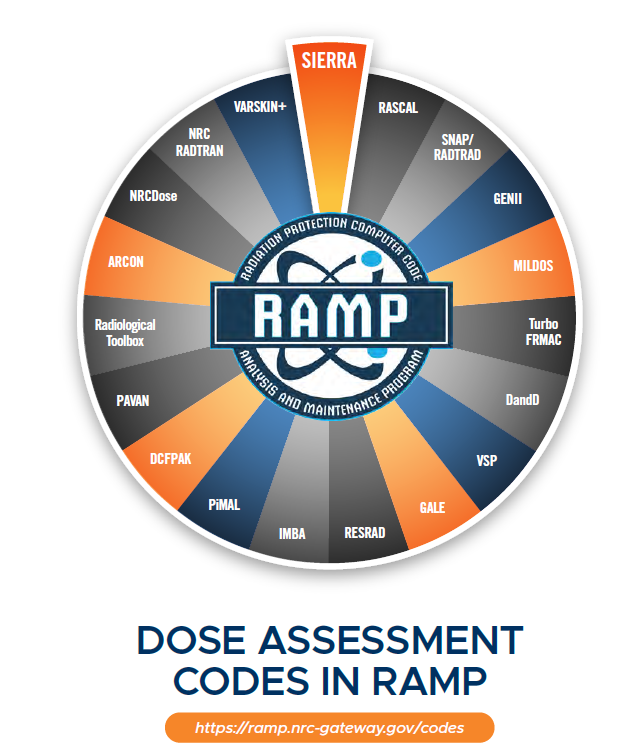 SIERRA
RASCAL
SNAP/
RADTRAD
GENII
MILDOS
Turbo
FRMAC
DandD
VSP
GALE
RESRAD
IMBA
PiMAL
DCFPAK
PAVAN
Radiological
Toolbox
ARCON
NRCDose
NRC
RADTRAN
VARSKIN+
RADIATION PROTECTION COMPUTER CODE
RAMP
ANALYSIS AND MAINTENANCE PROGRAM
DOSE ASSESSMENT
CODES IN RAMP
https://ramp.nrc-gateway.gov/codes